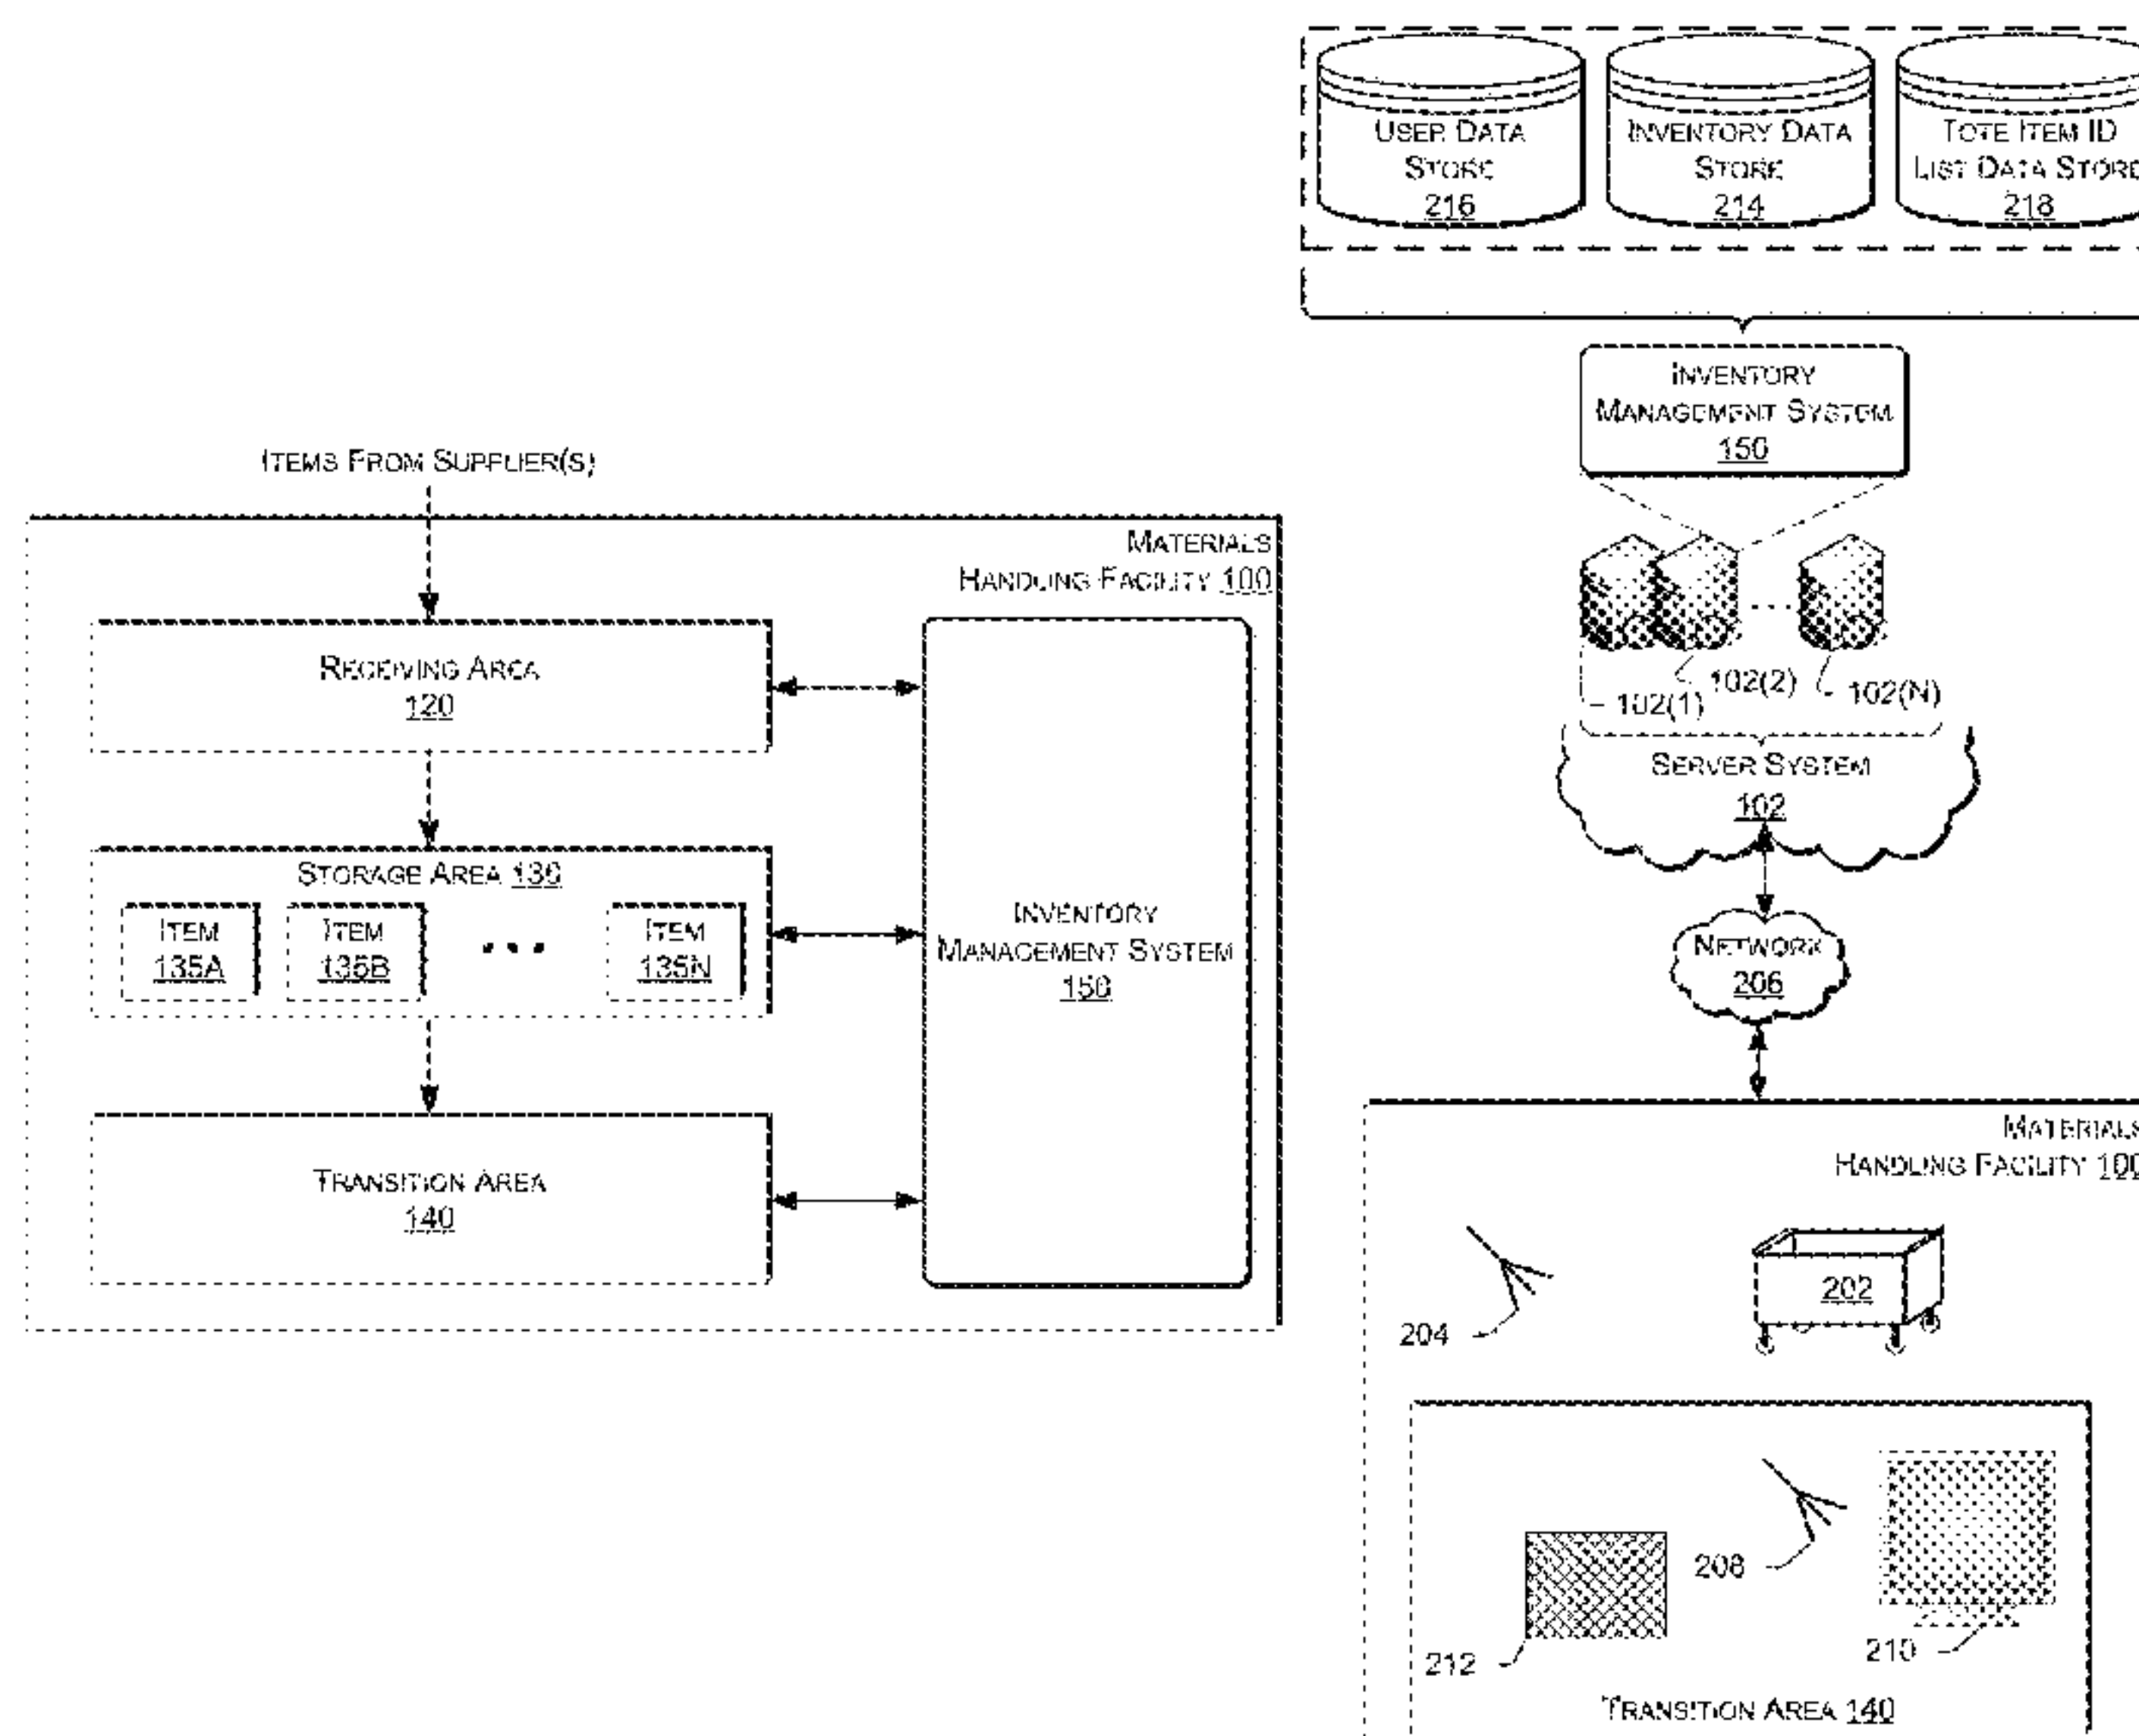 ITEMS FROM SUPPLIER(S)
MATERIALS
HANDLING FACILITY 100
RECEIVING AREA
120
STORAGE AREA 130
ITEM
135A
ITEM
135B
• • •
ITEM
135N
TRANSITION AREA
140
INVENTORY
MANAGEMENT SYSTEM
150
USER DATA
STORE
216
INVENTORY DATA
STORE
214
TOTE ITEM ID
LIST DATA STORE
218
INVENTORY
MANAGEMENT SYSTEM
150
102(1)
102(2)
...
102(N)
SERVER SYSTEM
102
NETWORK
206
MATERIALS
HANDLING FACILITY 100
204
202
208
212
210
TRANSITION AREA 140